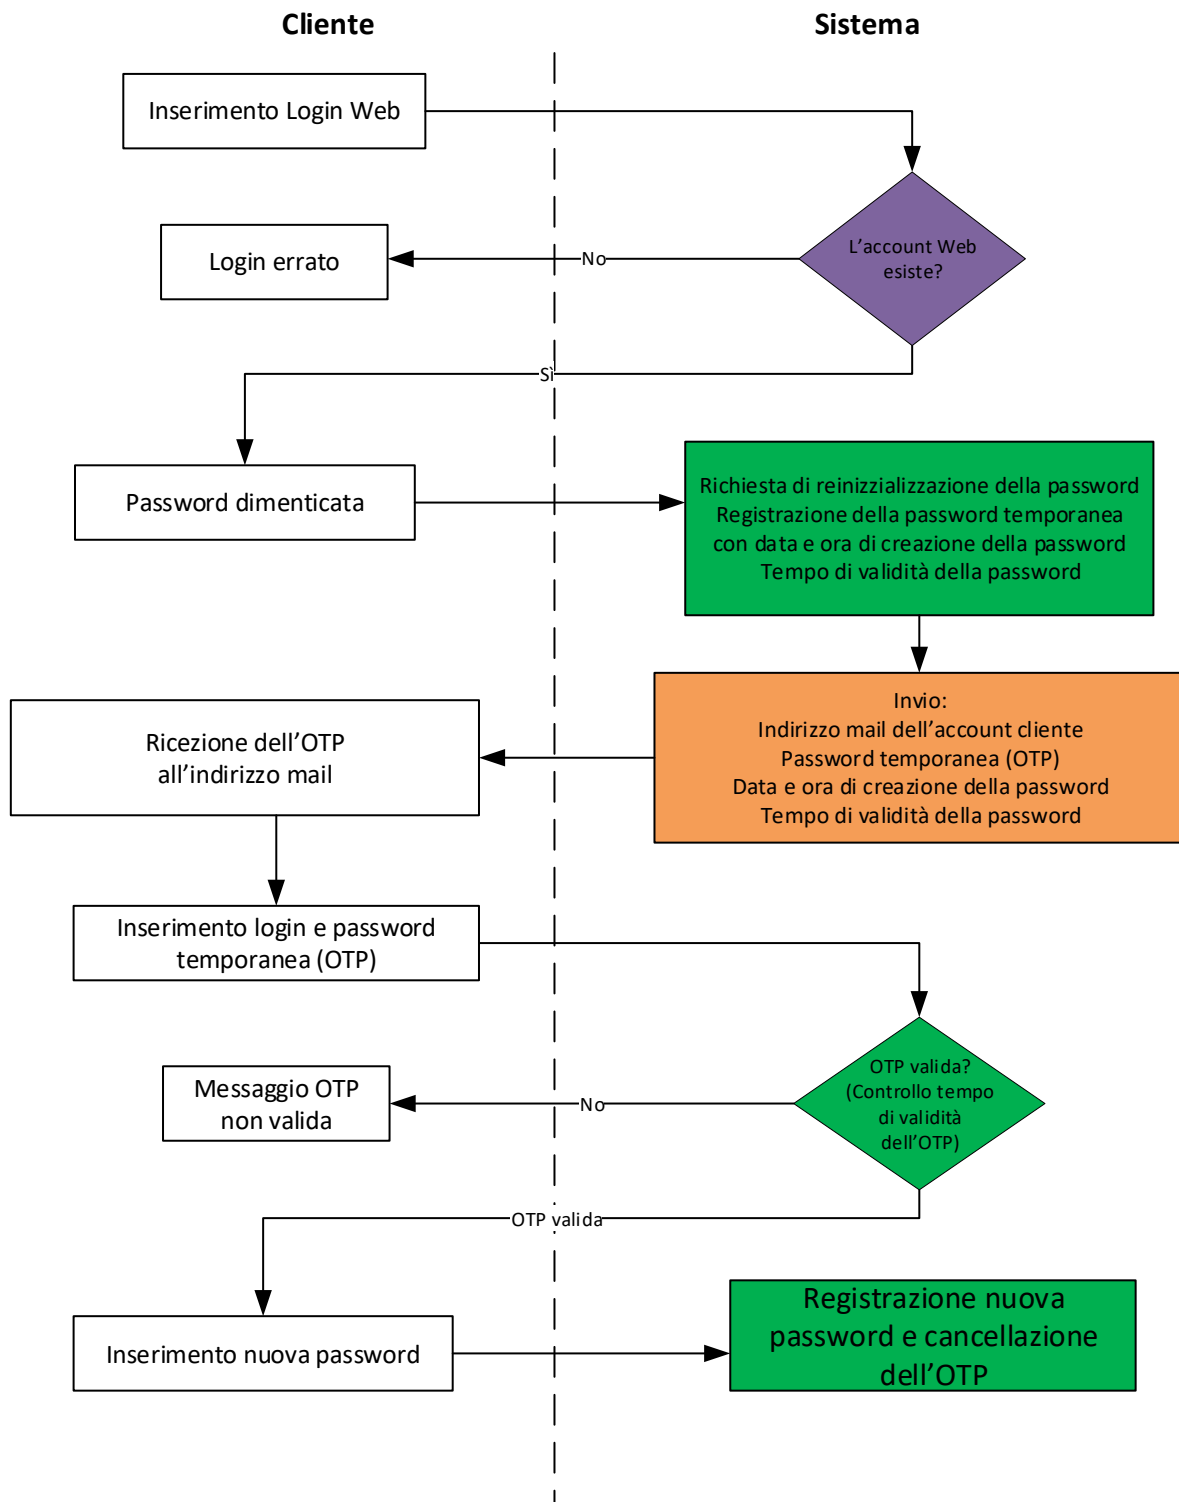 Cliente
Sistema
Inserimento Login Web
L’account Web
esiste?
No
Login errato
Sì
Password dimenticata
Richiesta di reinizzializzazione della password
Registrazione della password temporanea
con data e ora di creazione della password
Tempo di validità della password
Invio:
Indirizzo mail dell’account cliente
Password temporanea (OTP)
Data e ora di creazione della password
Tempo di validità della password
Ricezione dell’OTP
all’indirizzo mail
Inserimento login e password
temporanea (OTP)
OTP valida?
(Controllo tempo
di validità
dell’OTP)
No
Messaggio OTP
non valida
OTP valida
Inserimento nuova password
Registrazione nuova
password e cancellazione
dell’OTP